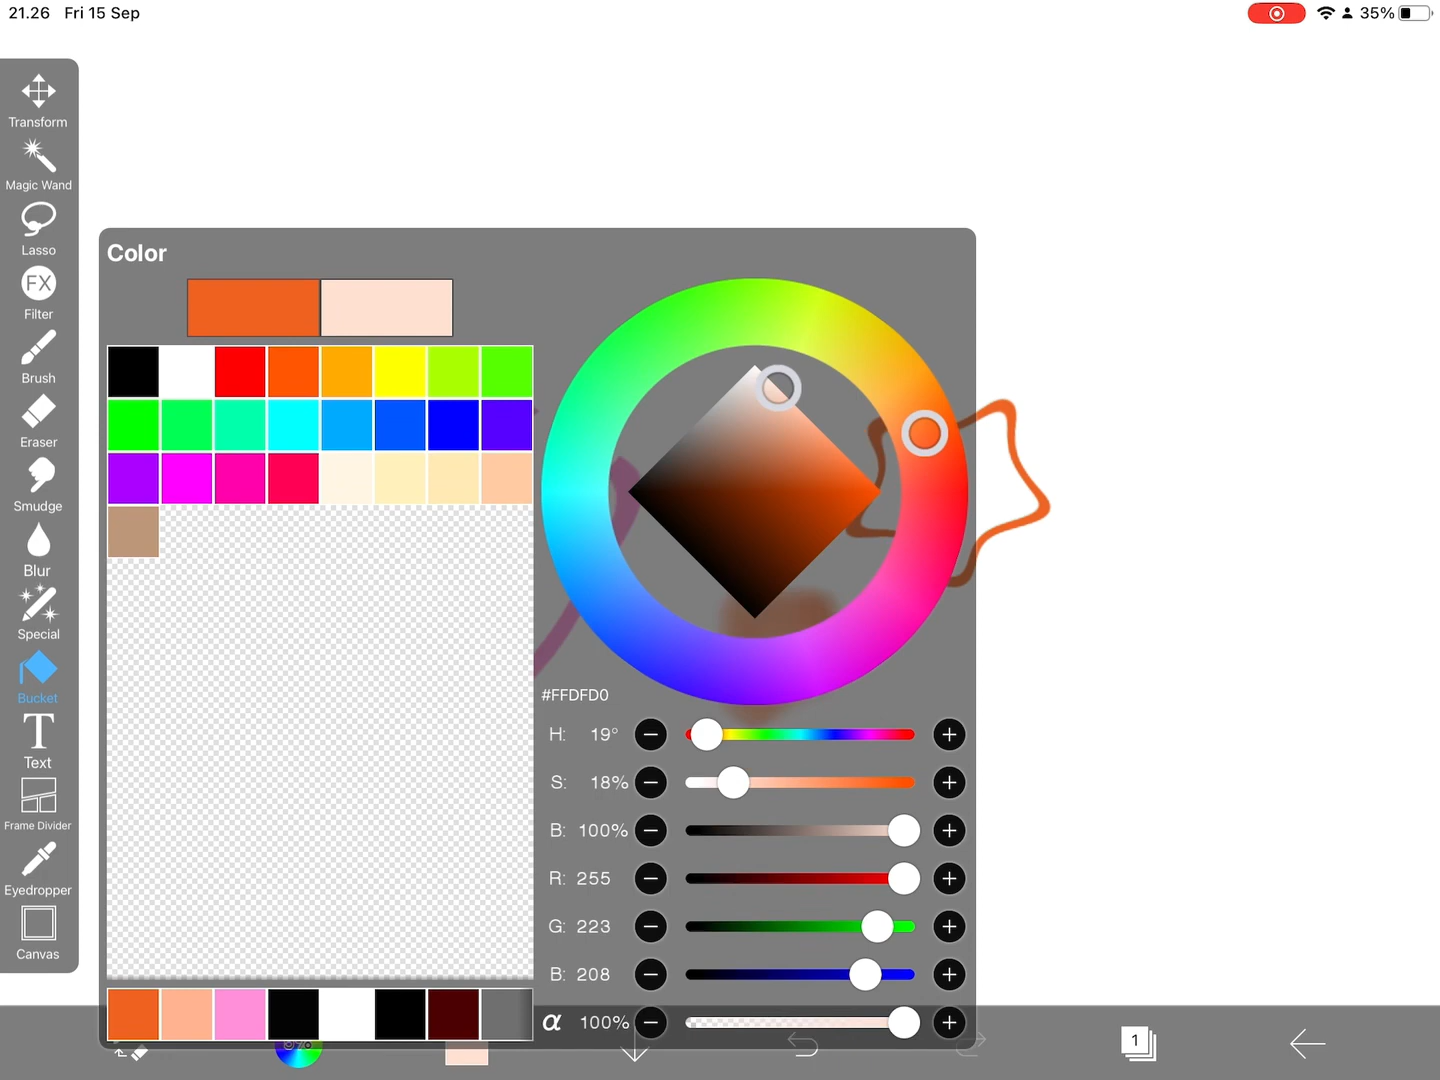 21.26 Fri 15 Sep
35%
Transform
Magic Wand
Lasso
FX
Filter
Brush
Eraser
Smudge
Blur
Special
Bucket
T
Text
Frame Divider
Eyedropper
Canvas
Color
#FFDFD0
H: 19°
S: 18%
B: 100%
R: 255
G: 223
B: 208
α 100%
1